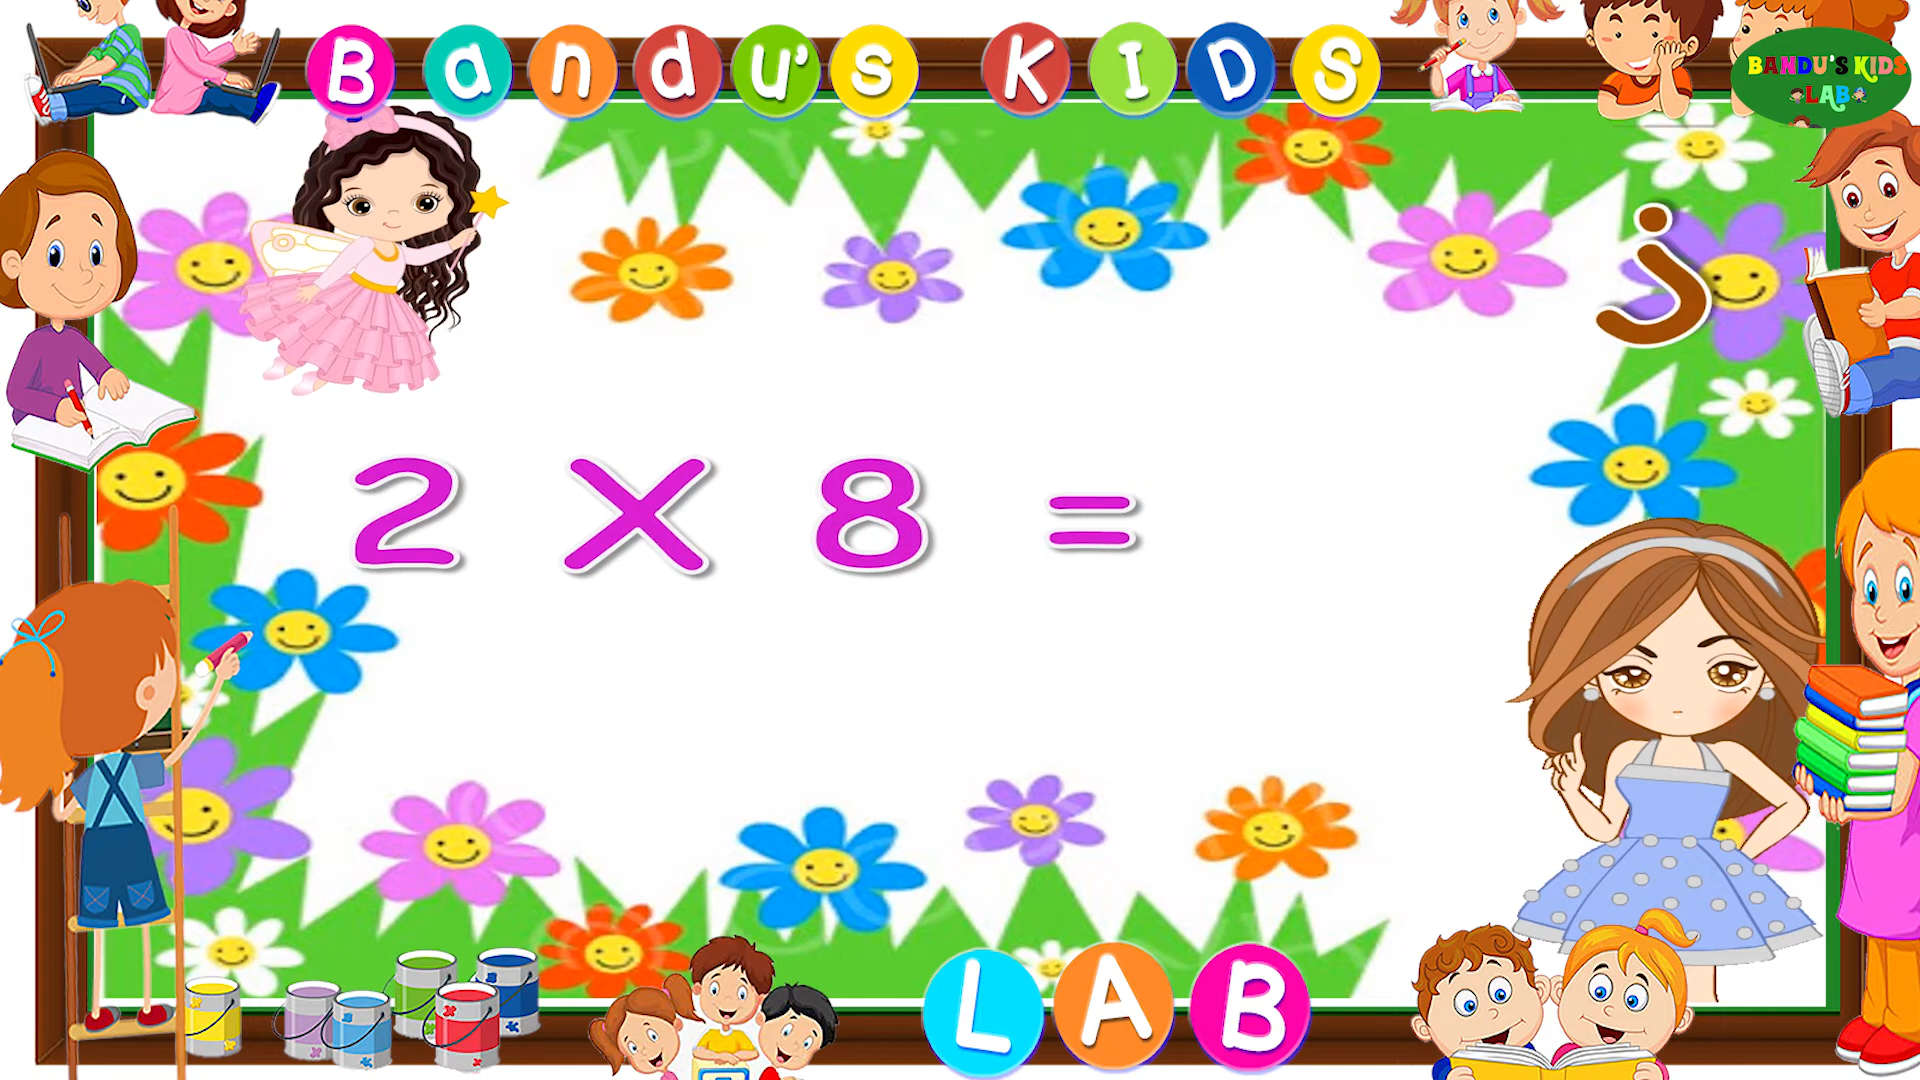 Bandu's KIDS
BANDU'S KIDS
LAB
ز
2 × 8 =
LAB